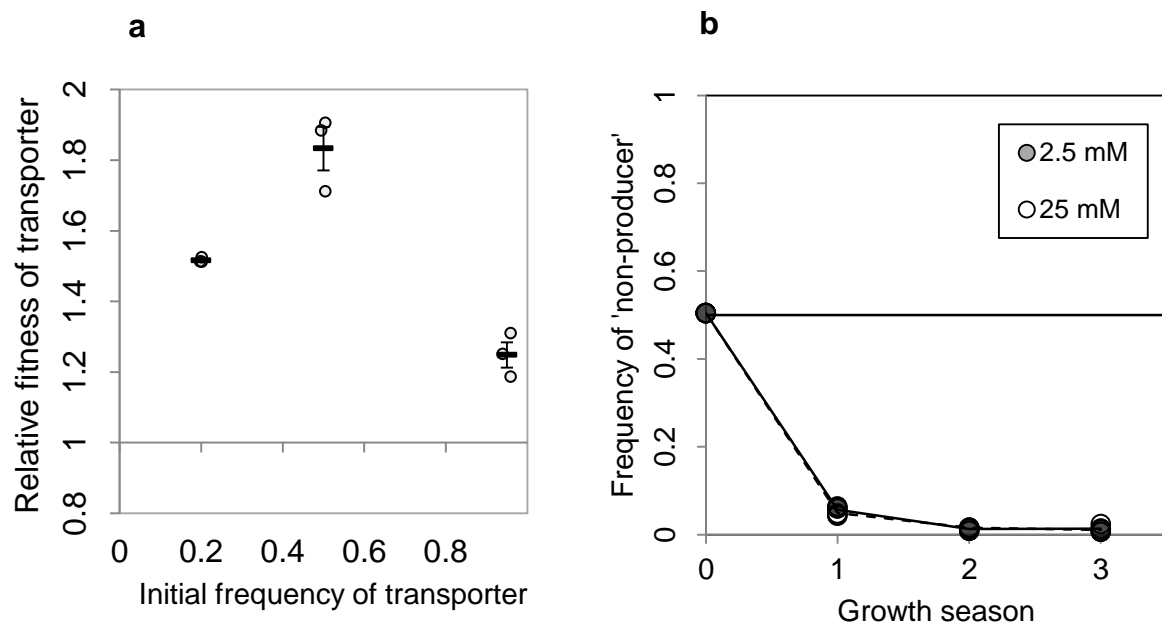 a
Relative fitness of transporter
2
1.8
1.6
1.4
1.2
1
0.8
0
0.2
0.4
0.6
0.8
Initial frequency of transporter
b
Frequency of 'non-producer'
1
0.8
0.6
0.4
0.2
0
2.5 mM
25 mM
0
1
2
3
Growth season